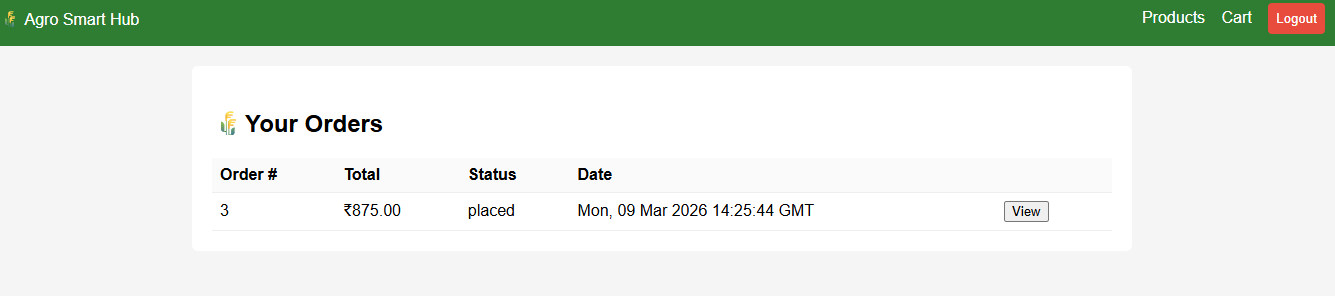 Agro Smart Hub Products Cart Logout
Your Orders
Order # Total Status Date
3 ₹875.00 placed Mon, 09 Mar 2026 14:25:44 GMT View